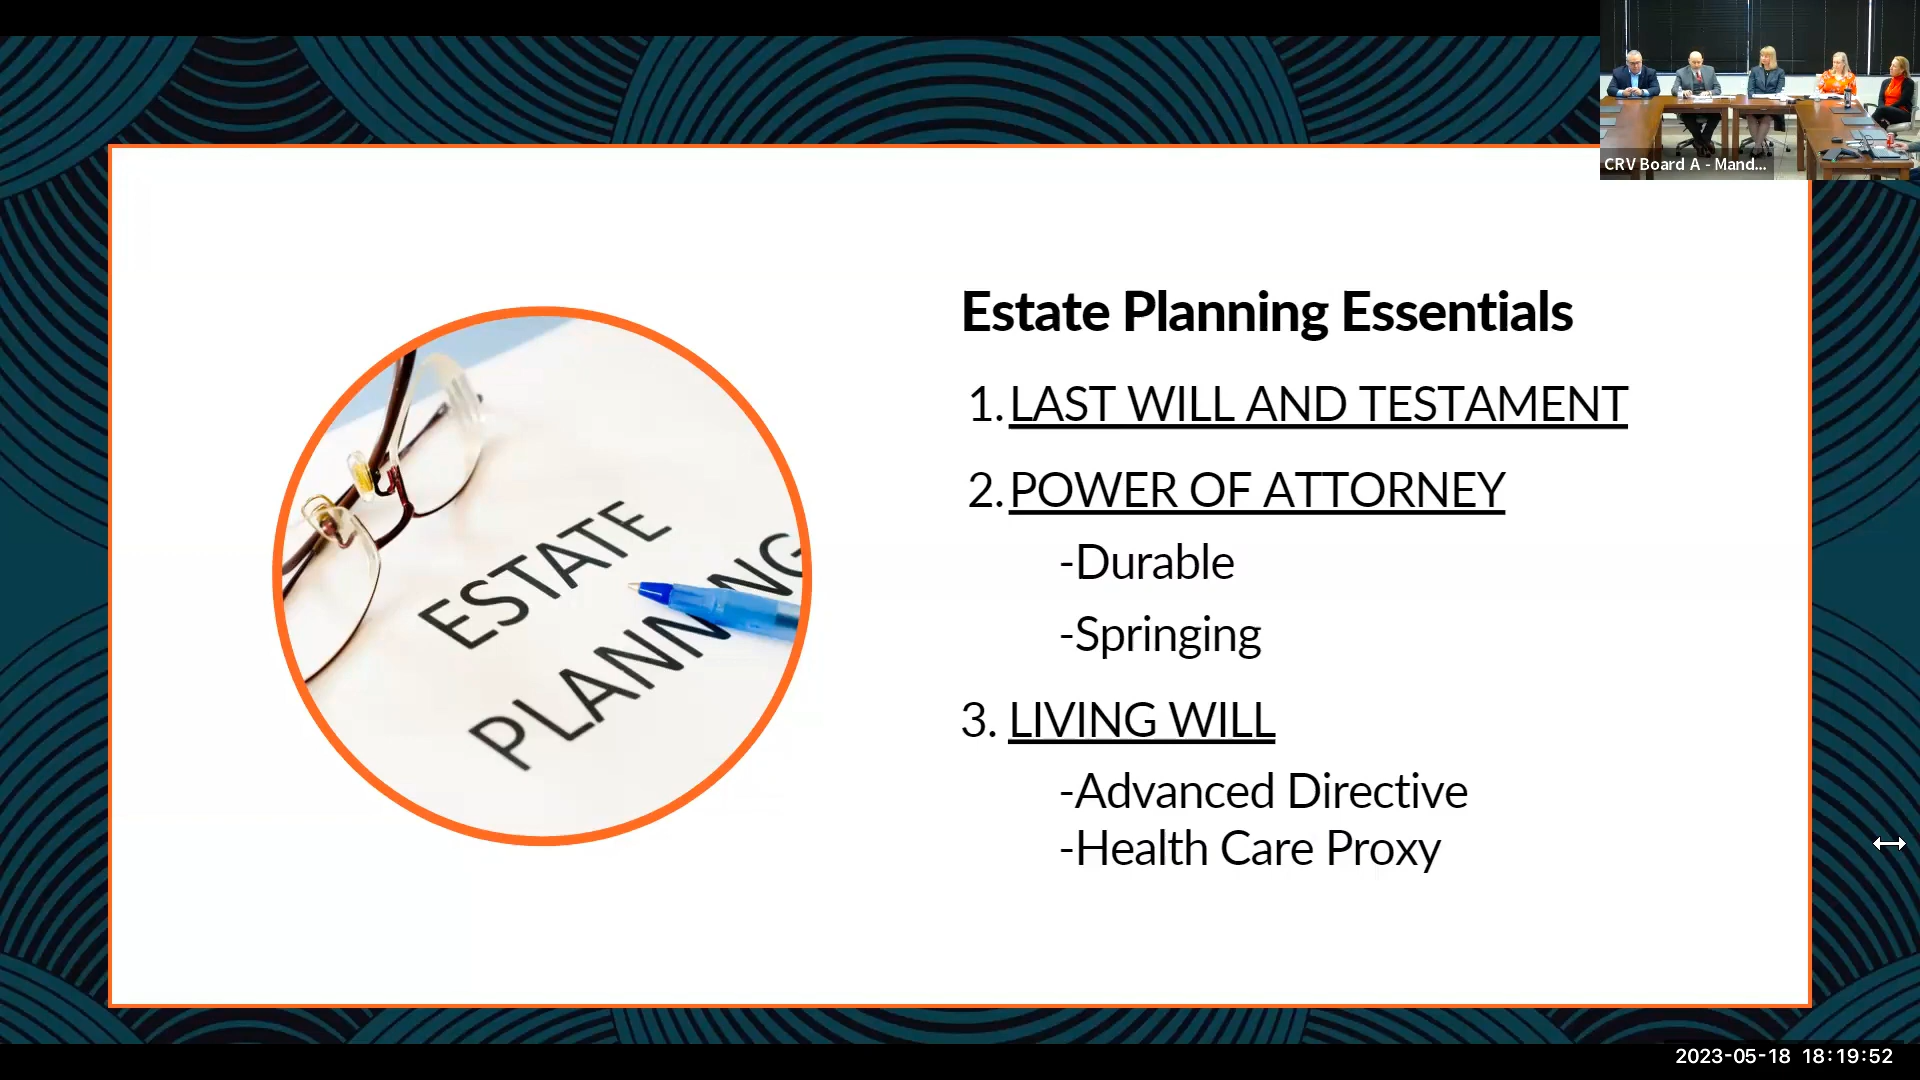 CRV Board A - Mand...
Estate Planning Essentials
1. LAST WILL AND TESTAMENT
2. POWER OF ATTORNEY
-Durable
-Springing
3. LIVING WILL
-Advanced Directive
-Health Care Proxy
ESTATE
PLANNING
2023-05-18 18:19:52